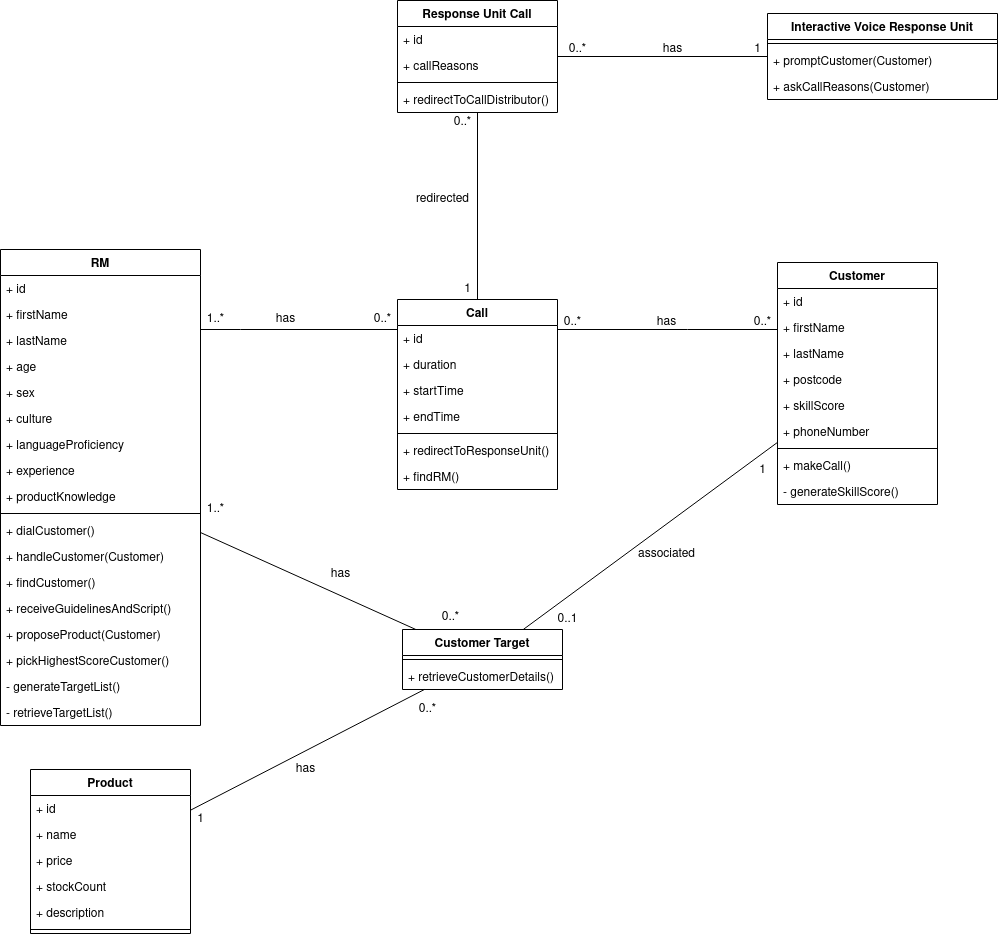 Response Unit Call
+ id
+ callReasons
+ redirectToCallDistributor()
0..*
has
1
Interactive Voice Response Unit
+ promptCustomer(Customer)
+ askCallReasons(Customer)
0..*
redirected
1
RM
+ id
+ firstName
+ lastName
+ age
+ sex
+ culture
+ languageProficiency
+ experience
+ productKnowledge
+ dialCustomer()
+ handleCustomer(Customer)
+ findCustomer()
+ receiveGuidelinesAndScript()
+ proposeProduct(Customer)
+ pickHighestScoreCustomer()
- generateTargetList()
- retrieveTargetList()
1..*
has
0..*
Call
+ id
+ duration
+ startTime
+ endTime
+ redirectToResponseUnit()
+ findRM()
0..*
has
0..*
Customer
+ id
+ firstName
+ lastName
+ postcode
+ skillScore
+ phoneNumber
+ makeCall()
- generateSkillScore()
1
associated
0..1
1..*
has
0..*
Customer Target
+ retrieveCustomerDetails()
0..*
has
1
Product
+ id
+ name
+ price
+ stockCount
+ description